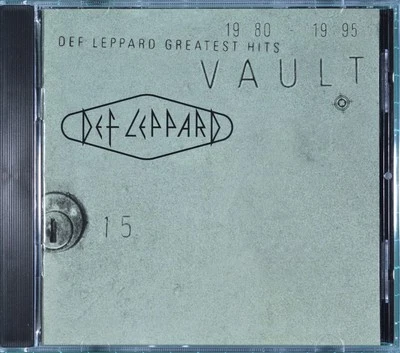 19 80 - 19 95
DEF LEPPARD GREATEST HITS
VAULT
DEF LEPPARD
15